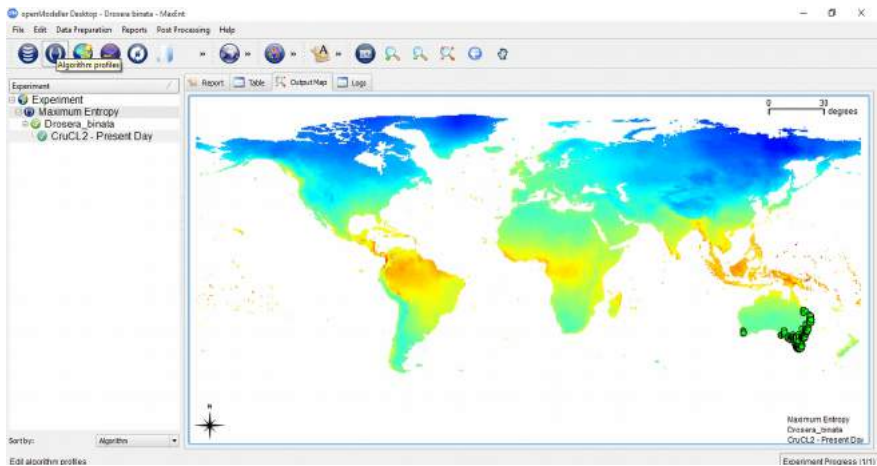 openModeller Desktop - Drosera binata - MaxEnt
File Edit Data Preparation Reports Post Processing Help
Algorithm profiles
Experiment
Report Table Output Map Logs
Experiment
Maximum Entropy
Drosera_binata
CruCL2 - Present Day
0 30
degrees
N
Maximum Entropy
Drosera_binata
CruCL2 - Present Day
Sort by: Algorithm
Edit algorithm profiles
Experiment Progress (1/1)